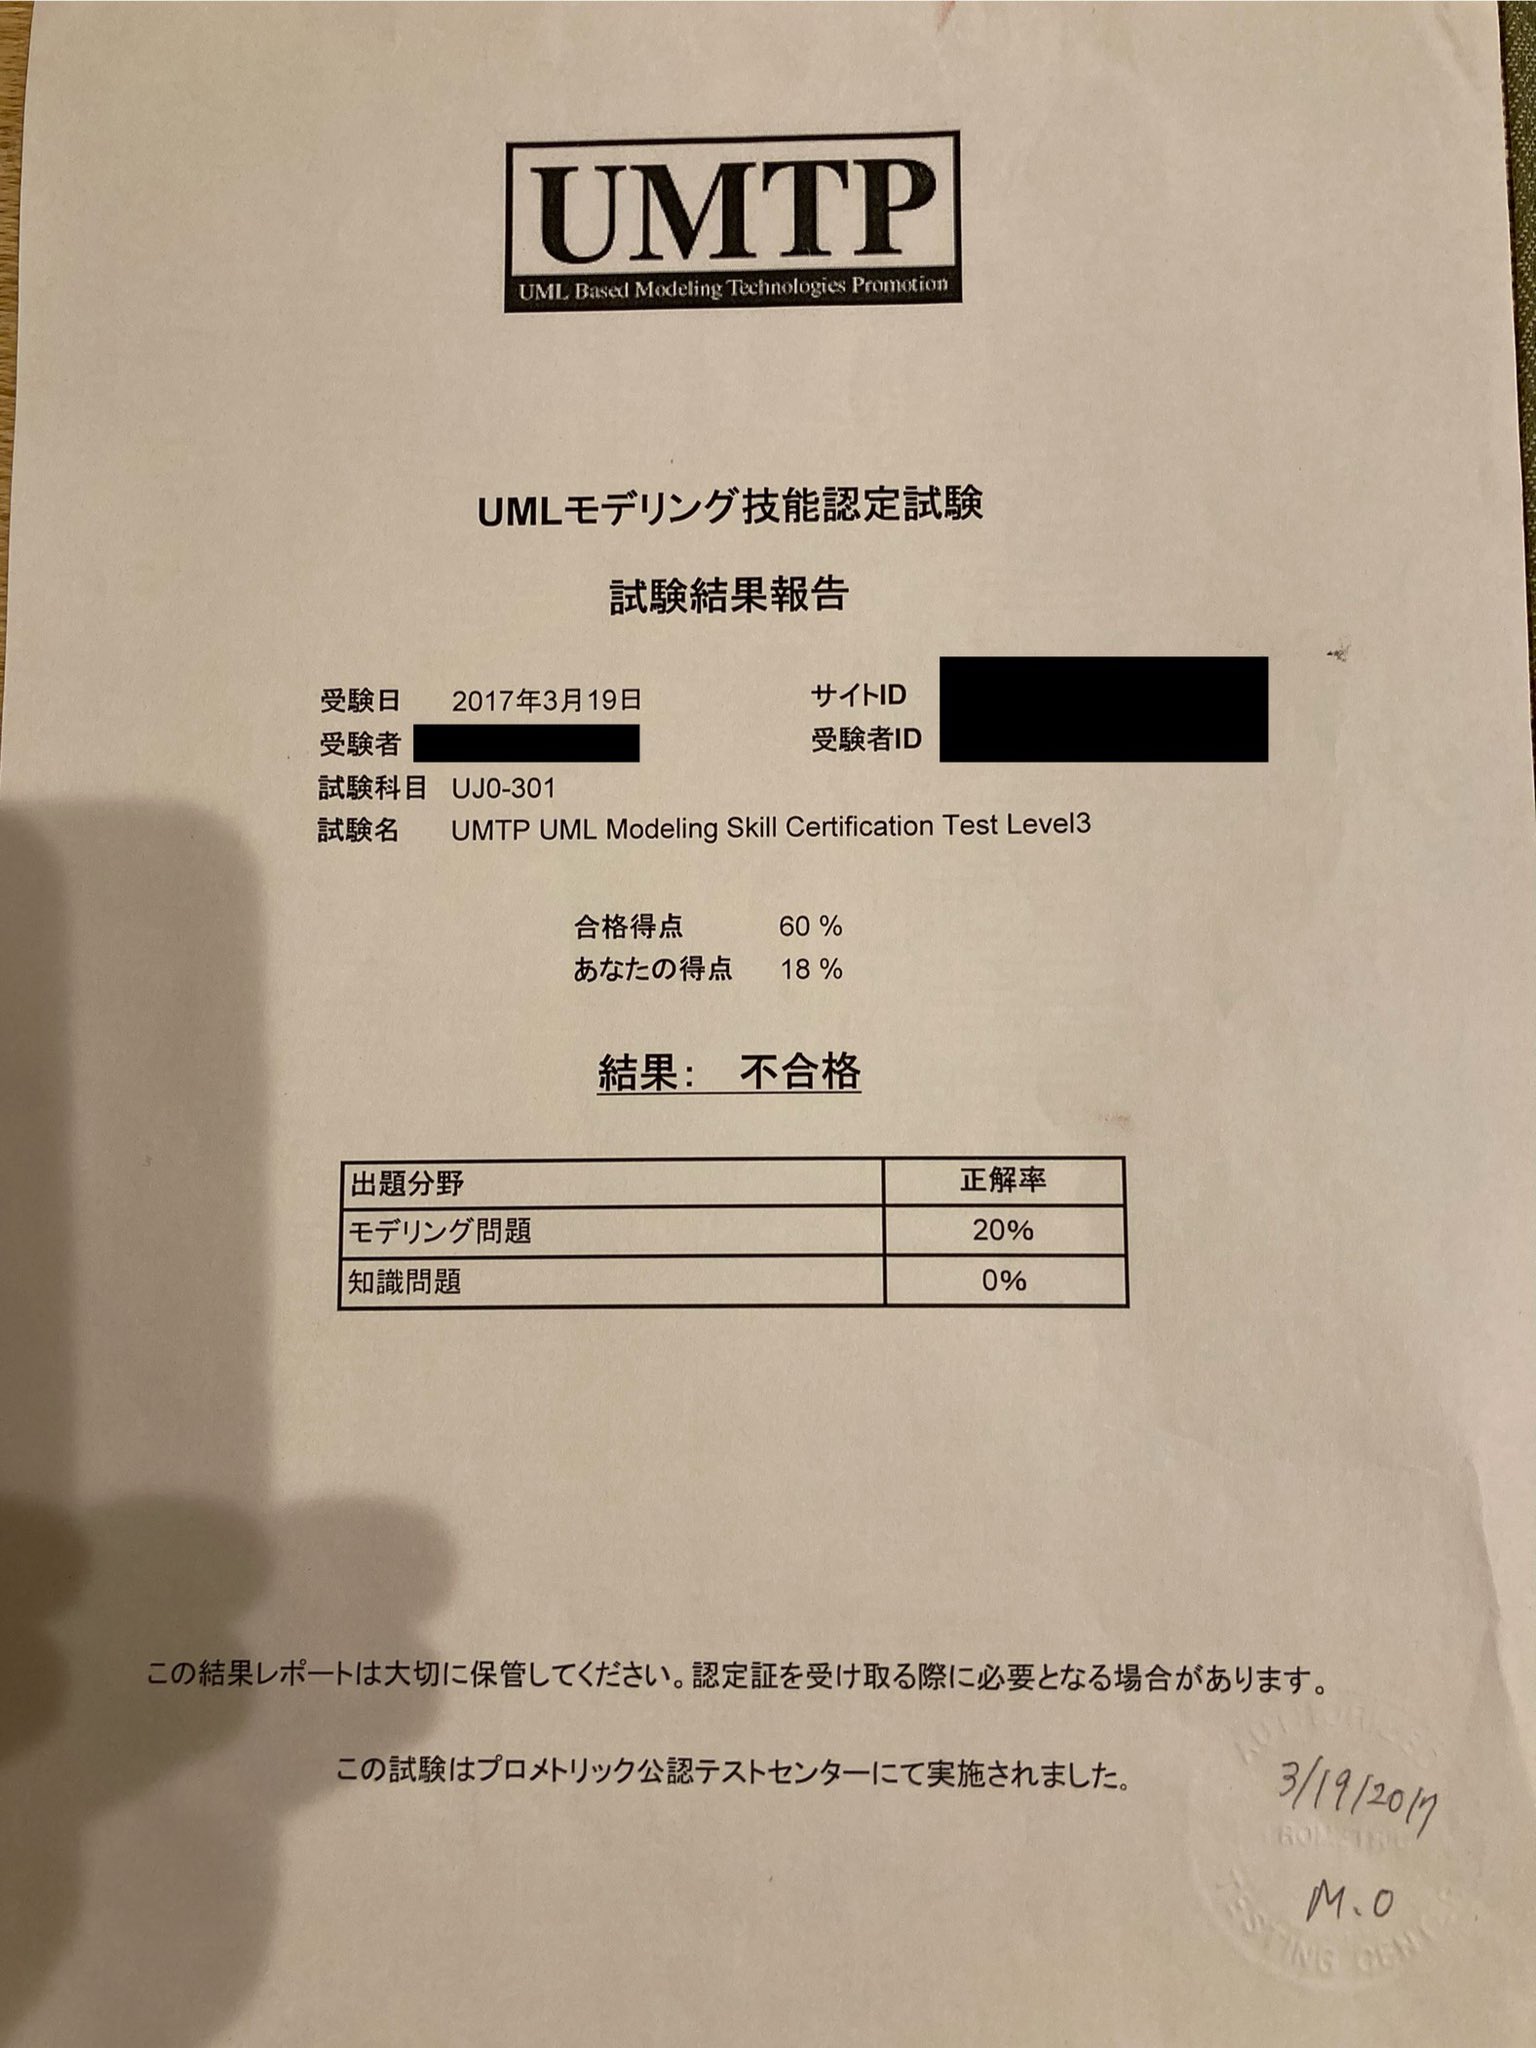 UMTP
UML Based Modeling Technologies Promotion
UMLモデリング技能認定試験
試験結果報告
受験日 2017年3月19日 サイトID
受験者 受験者ID
試験科目 UJ0-301
試験名 UMTP UML Modeling Skill Certification Test Level3
合格得点 60 %
あなたの得点 18 %
結果: 不合格
出題分野 正解率
モデリング問題 20%
知識問題 0%
この結果レポートは大切に保管してください。認定証を受け取る際に必要となる場合があります。
この試験はプロメトリック公認テストセンターにて実施されました。
3/19/2017
M.O
TESTING